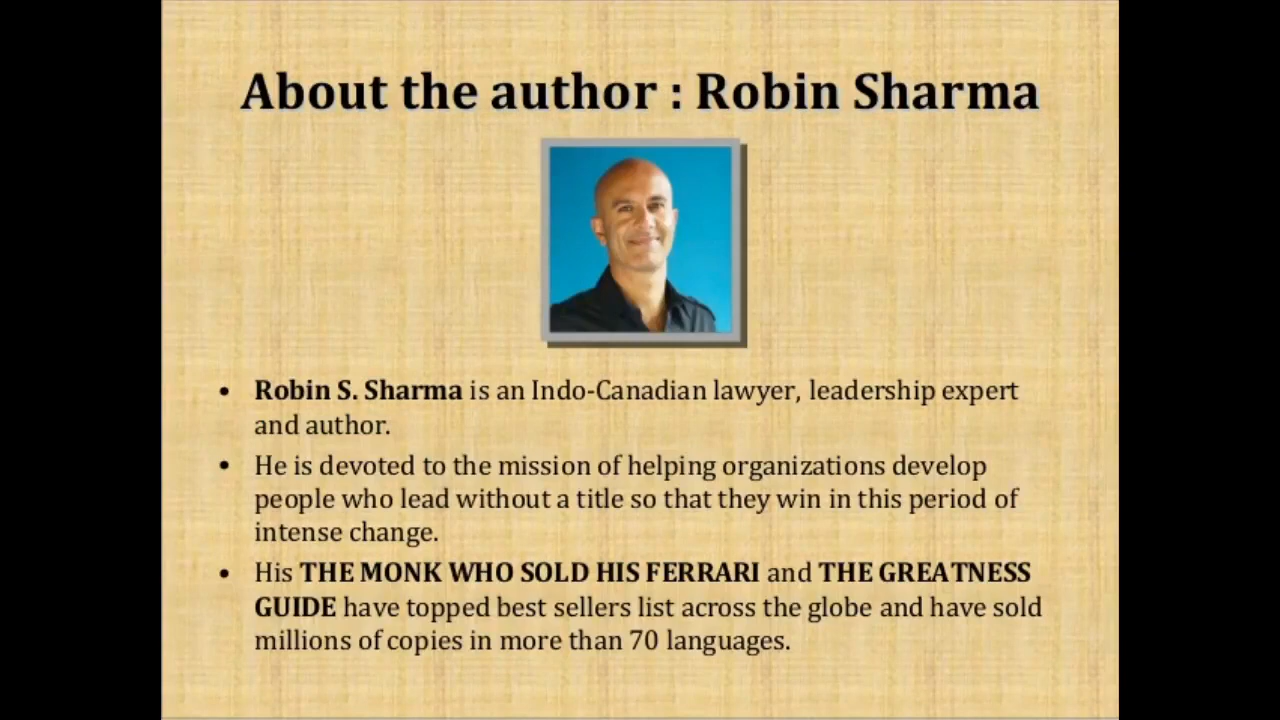 About the author : Robin Sharma
• Robin S. Sharma is an Indo-Canadian lawyer, leadership expert
and author.
• He is devoted to the mission of helping organizations develop
people who lead without a title so that they win in this period of
intense change.
• His THE MONK WHO SOLD HIS FERRARI and THE GREATNESS
GUIDE have topped best sellers list across the globe and have sold
millions of copies in more than 70 languages.